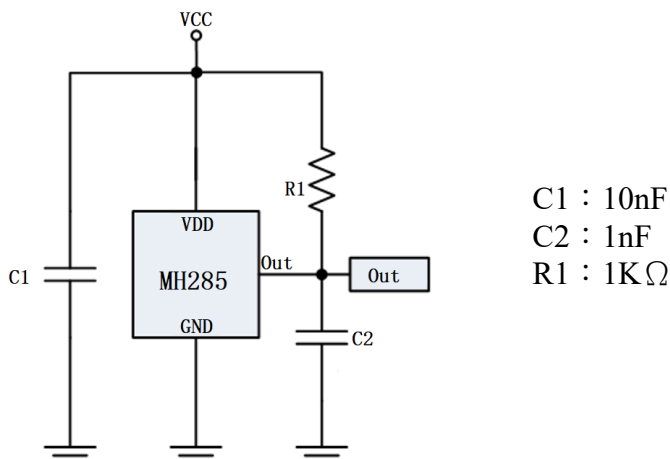 VCC
R1
VDD
C1
MH285
Out
Out
GND
C2
C1：10nF
C2：1nF
R1：1KΩ